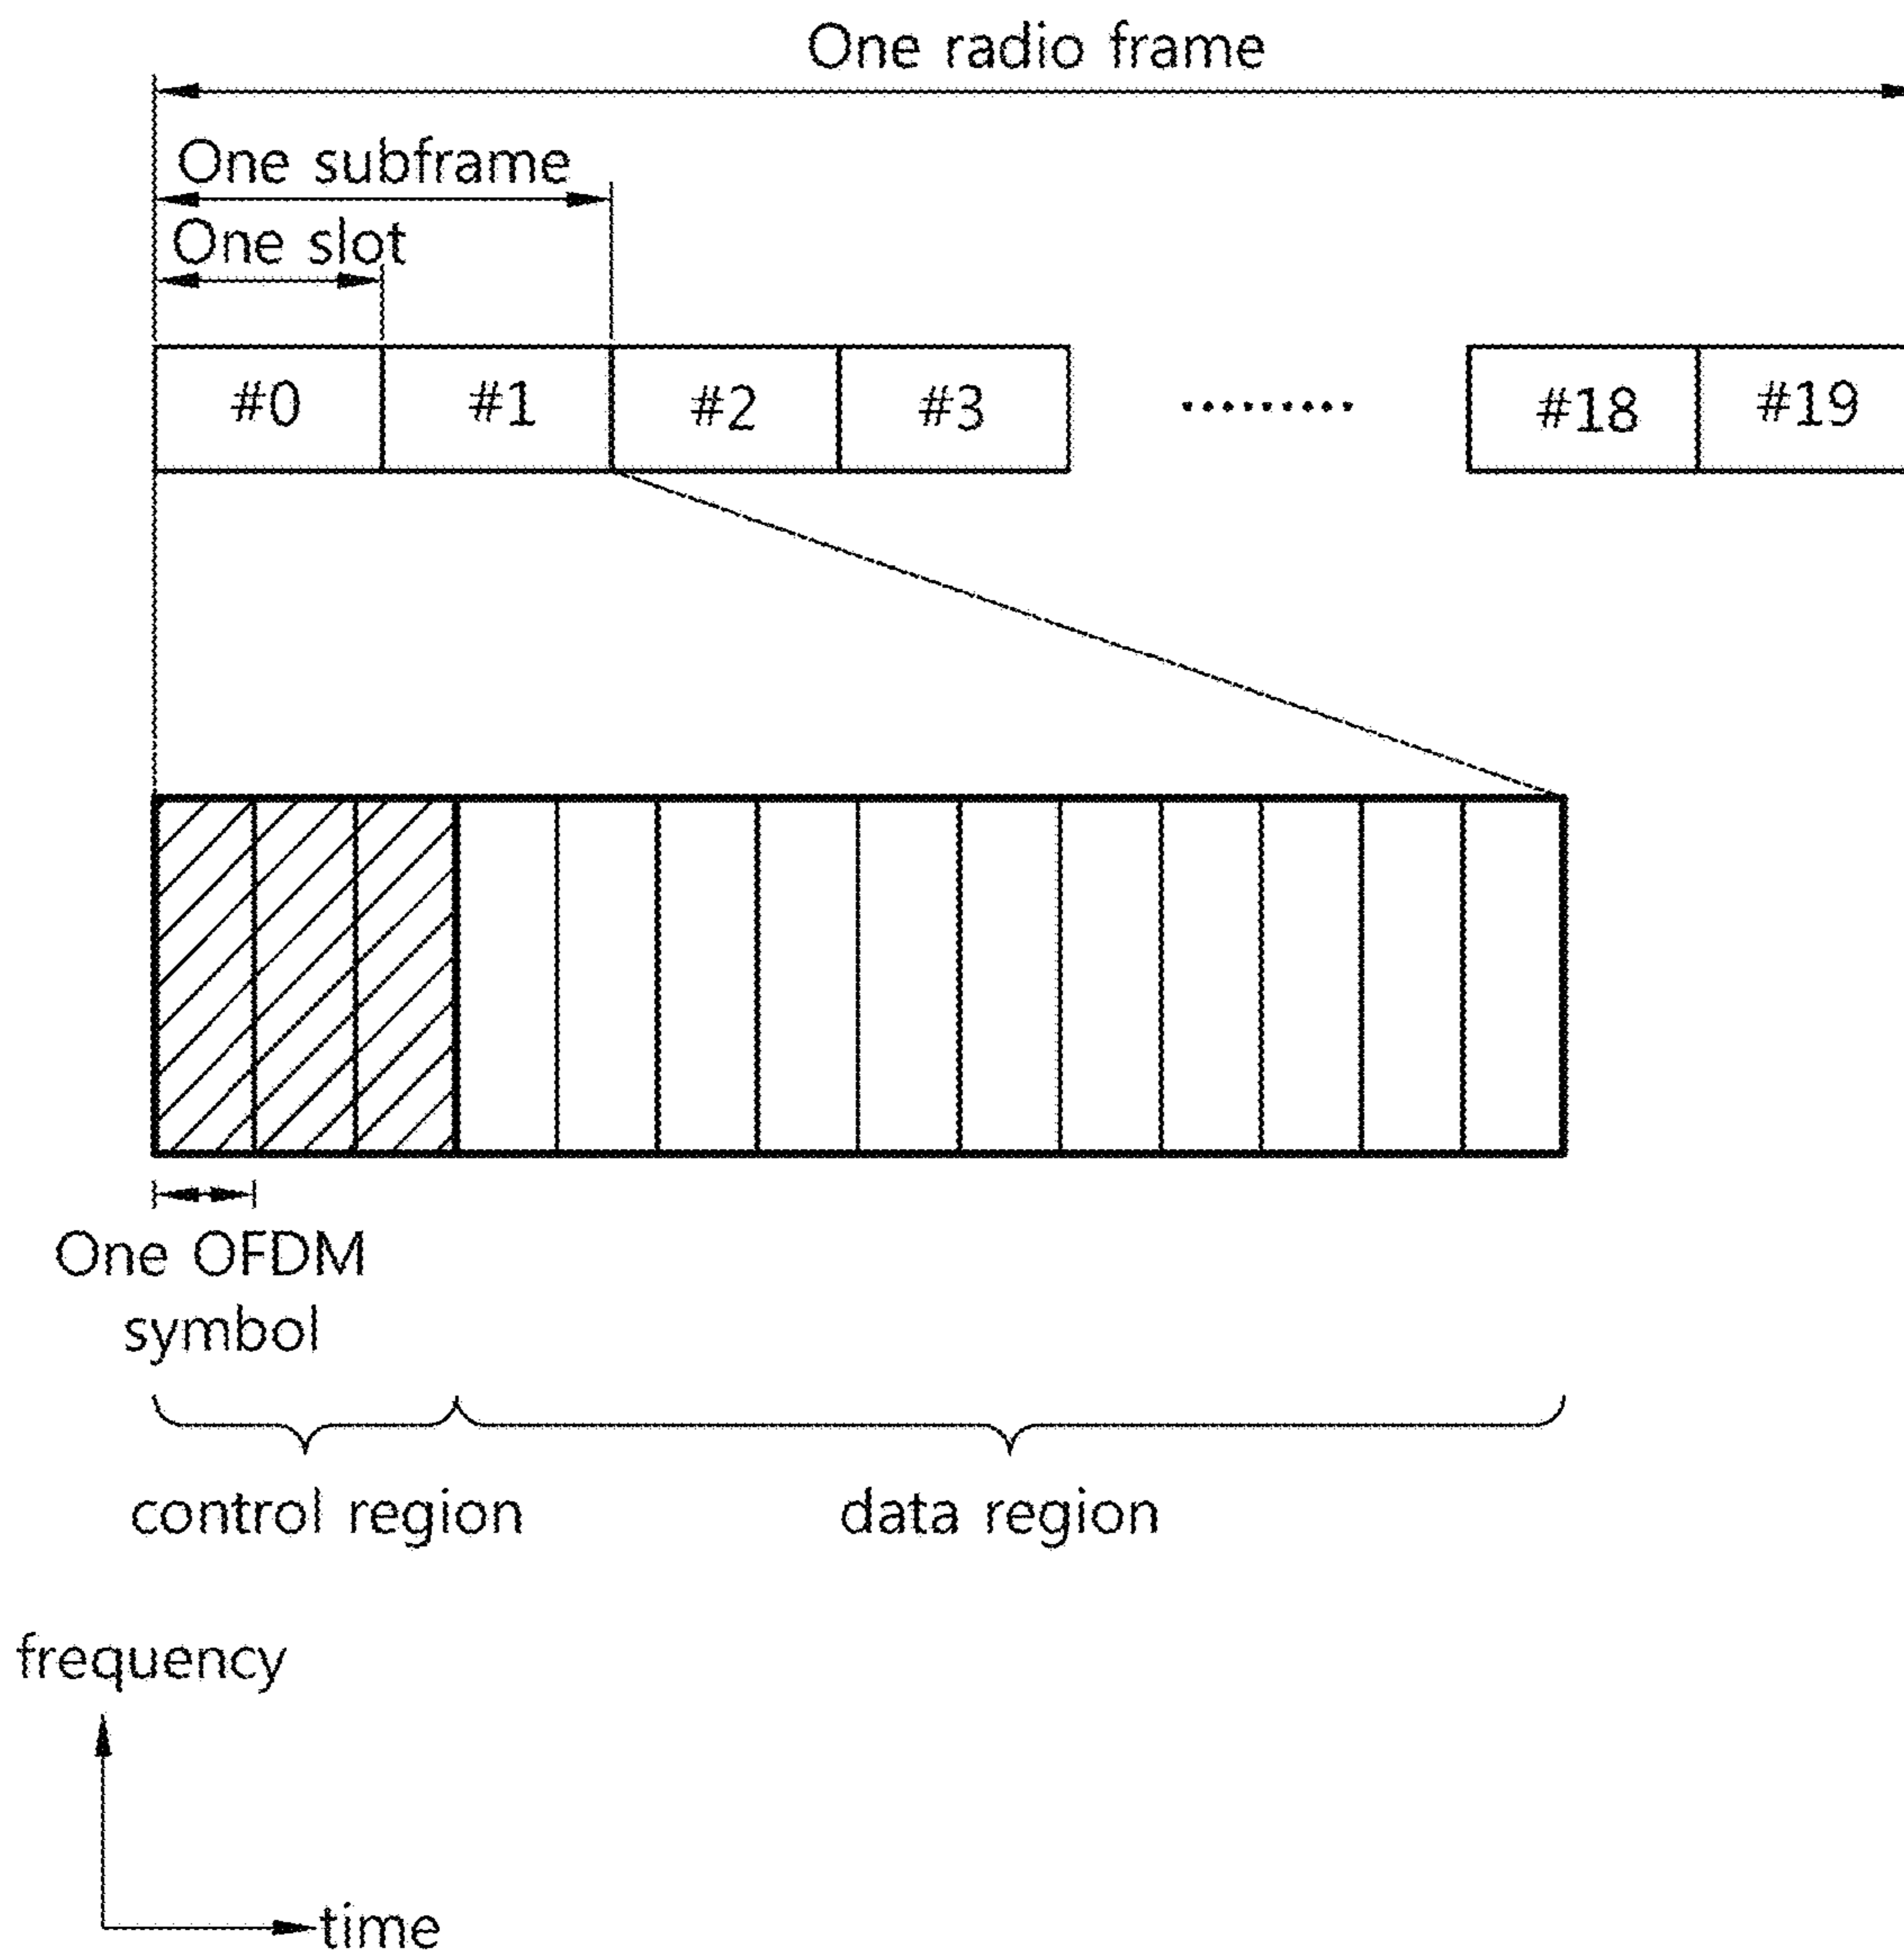 One radio frame
One subframe
One slot
#0 #1 #2 #3 ········· #18 #19
One OFDM
symbol
control region data region
frequency
time